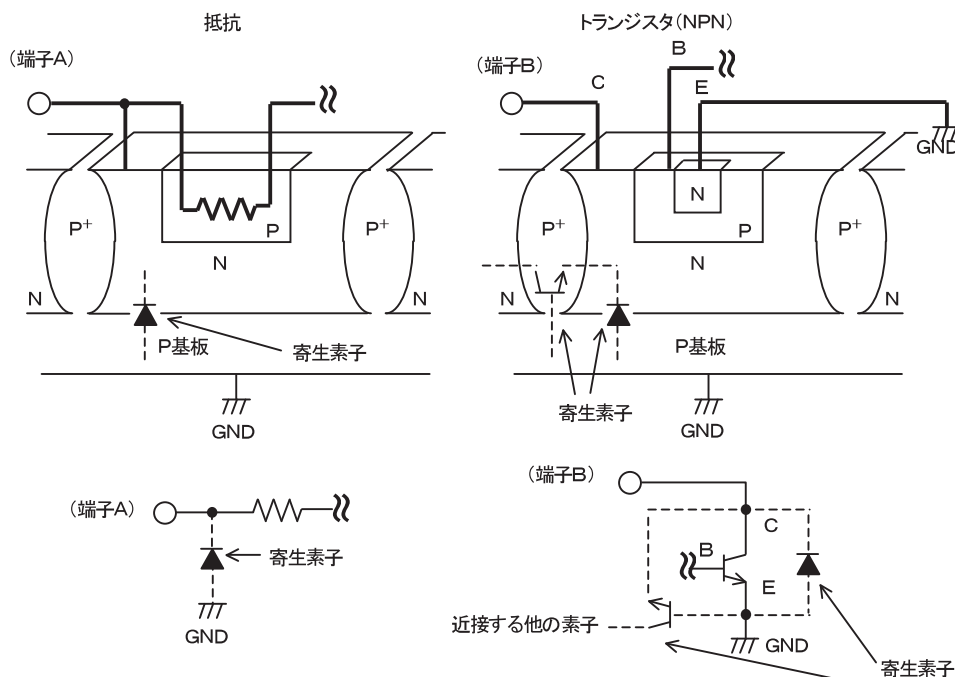 抵抗
トランジスタ(NPN)
(端子A)
(端子B)
C
B
E
GND
P+
P
N
P+
N
N
P基板
寄生素子
GND
P+
N
P
N
P+
N
N
P基板
寄生素子
GND
(端子A)
寄生素子
GND
(端子B)
C
B
E
近接する他の素子
GND
寄生素子